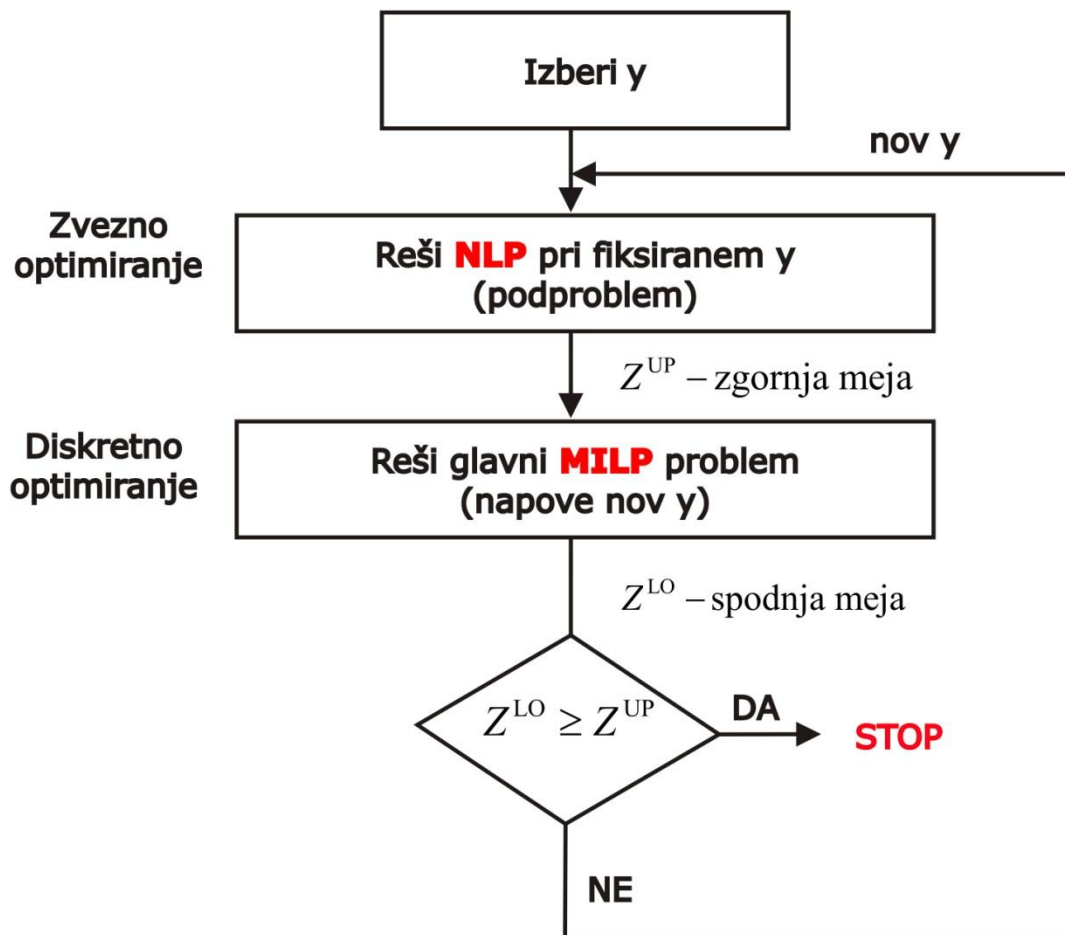 Izberi y
nov y
Zvezno
optimiranje
Reši NLP pri fiksiranem y
(podproblem)
Z^UP – zgornja meja
Diskretno
optimiranje
Reši glavni MILP problem
(napove nov y)
Z^LO – spodnja meja
Z^LO ≥ Z^UP
DA
STOP
NE